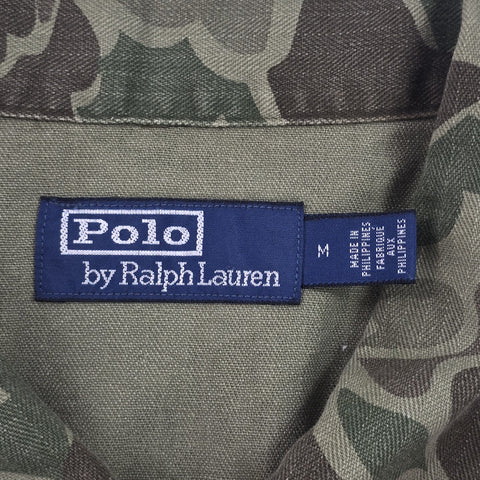 Polo
by Ralph Lauren
M
MADE IN
PHILIPPINES
FABRIQUÉ
AUX
PHILIPPINES